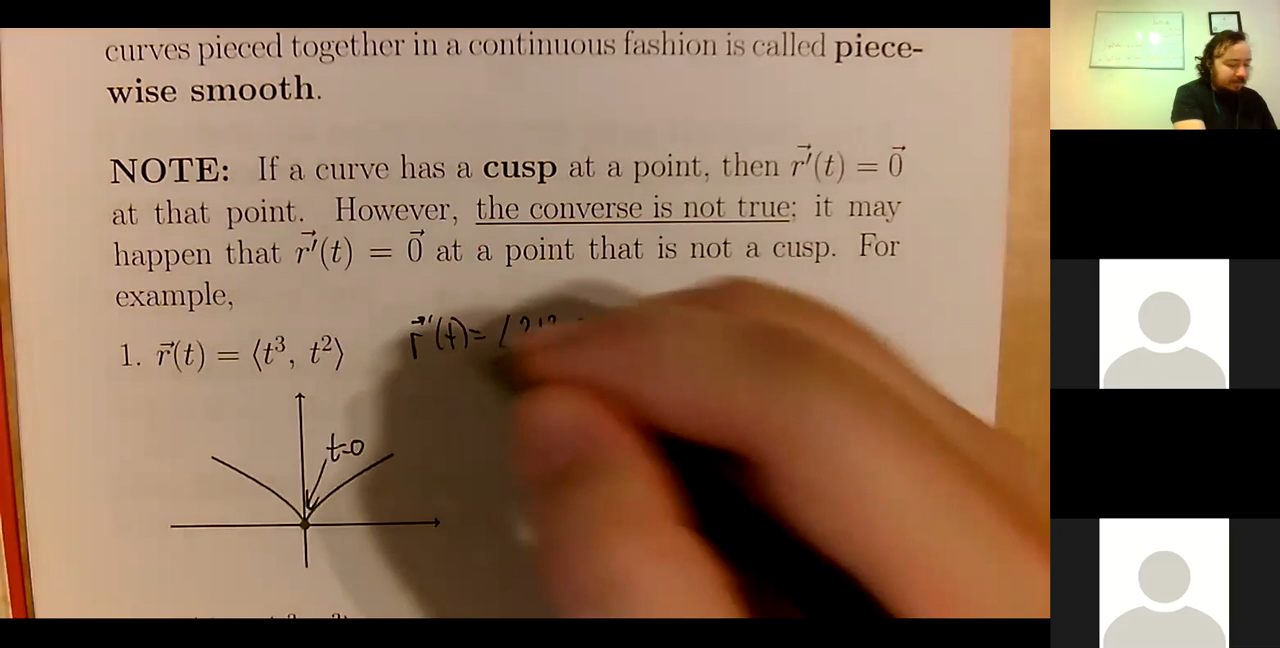 curves pieced together in a continuous fashion is called piece-
wise smooth.
NOTE: If a curve has a cusp at a point, then r⃗′(t) = 0⃗
at that point. However, the converse is not true; it may
happen that r⃗′(t) = 0⃗ at a point that is not a cusp. For
example,
1. r⃗(t) = ⟨t³, t²⟩
r⃗′(t) = ⟨
t=0